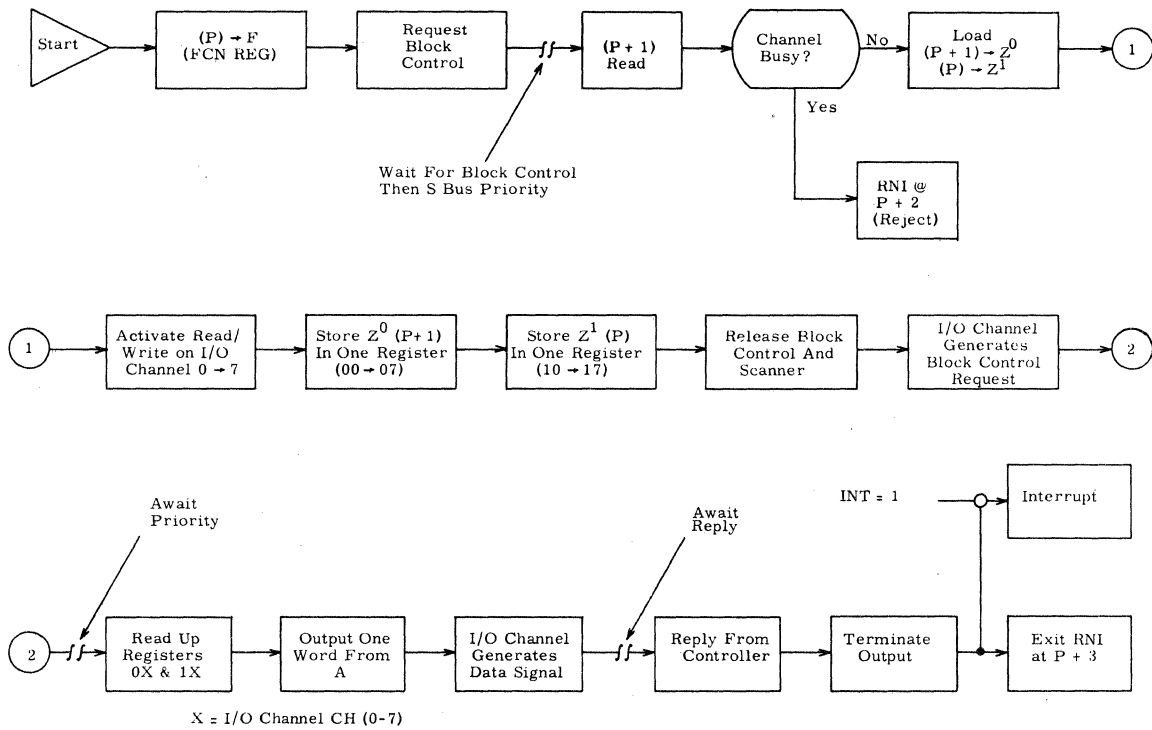 Start
(P) → F
(FCN REG)
Request
Block
Control
(P + 1)
Read
Channel
Busy?
No
Load
(P + 1) → Z⁰
(P) → Z¹
1
Yes
Wait For Block Control
Then S Bus Priority
RNI @
P + 2
(Reject)
1
Activate Read/
Write on I/O
Channel 0 → 7
Store Z⁰ (P+1)
In One Register
(00 → 07)
Store Z¹ (P)
In One Register
(10 → 17)
Release Block
Control And
Scanner
I/O Channel
Generates
Block Control
Request
2
Await
Priority
Await
Reply
INT = 1
Interrupt
2
Read Up
Registers
0X & 1X
Output One
Word From
A
I/O Channel
Generates
Data Signal
Reply From
Controller
Terminate
Output
Exit RNI
at P + 3
X = I/O Channel CH (0-7)